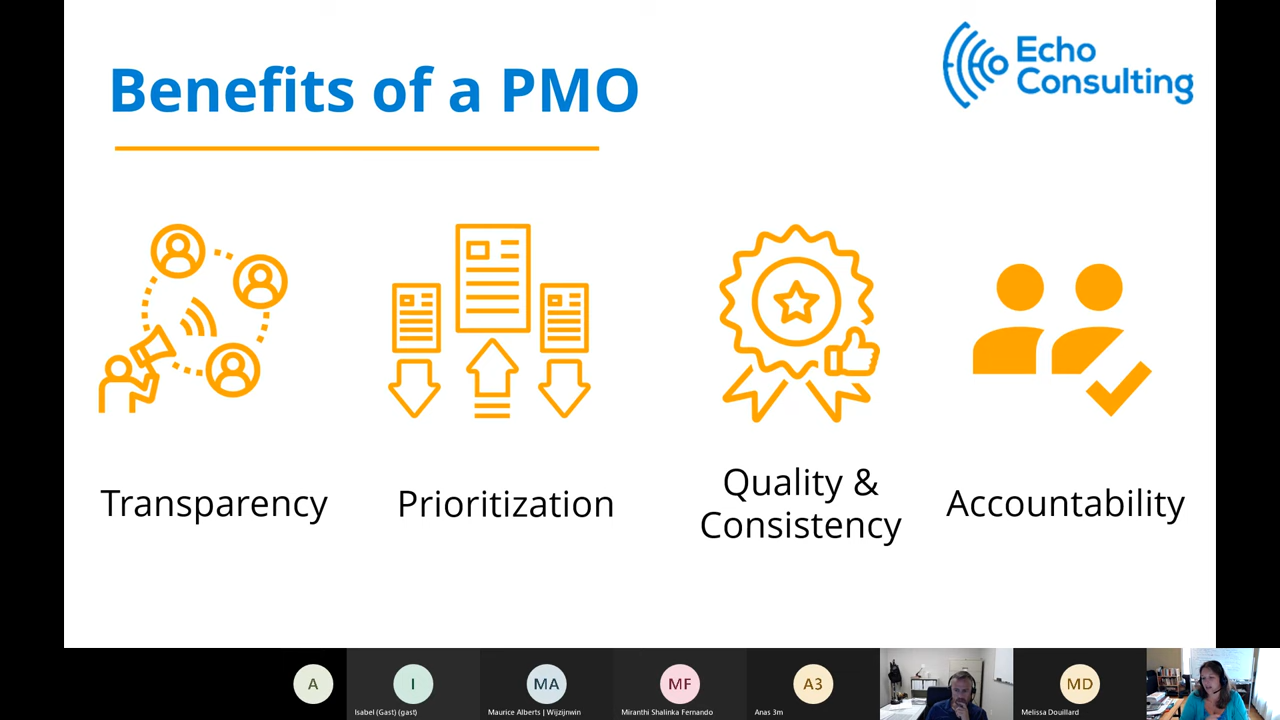 Benefits of a PMO
Echo
Consulting
Transparency
Prioritization
Quality &
Consistency
Accountability
A
I
MA
MF
A3
MD
Isabel (Gast) (gast)
Maurice Alberts | Wijzijnwin
Miranthi Shalinka Fernando
Anas 3m
Melissa Douillard